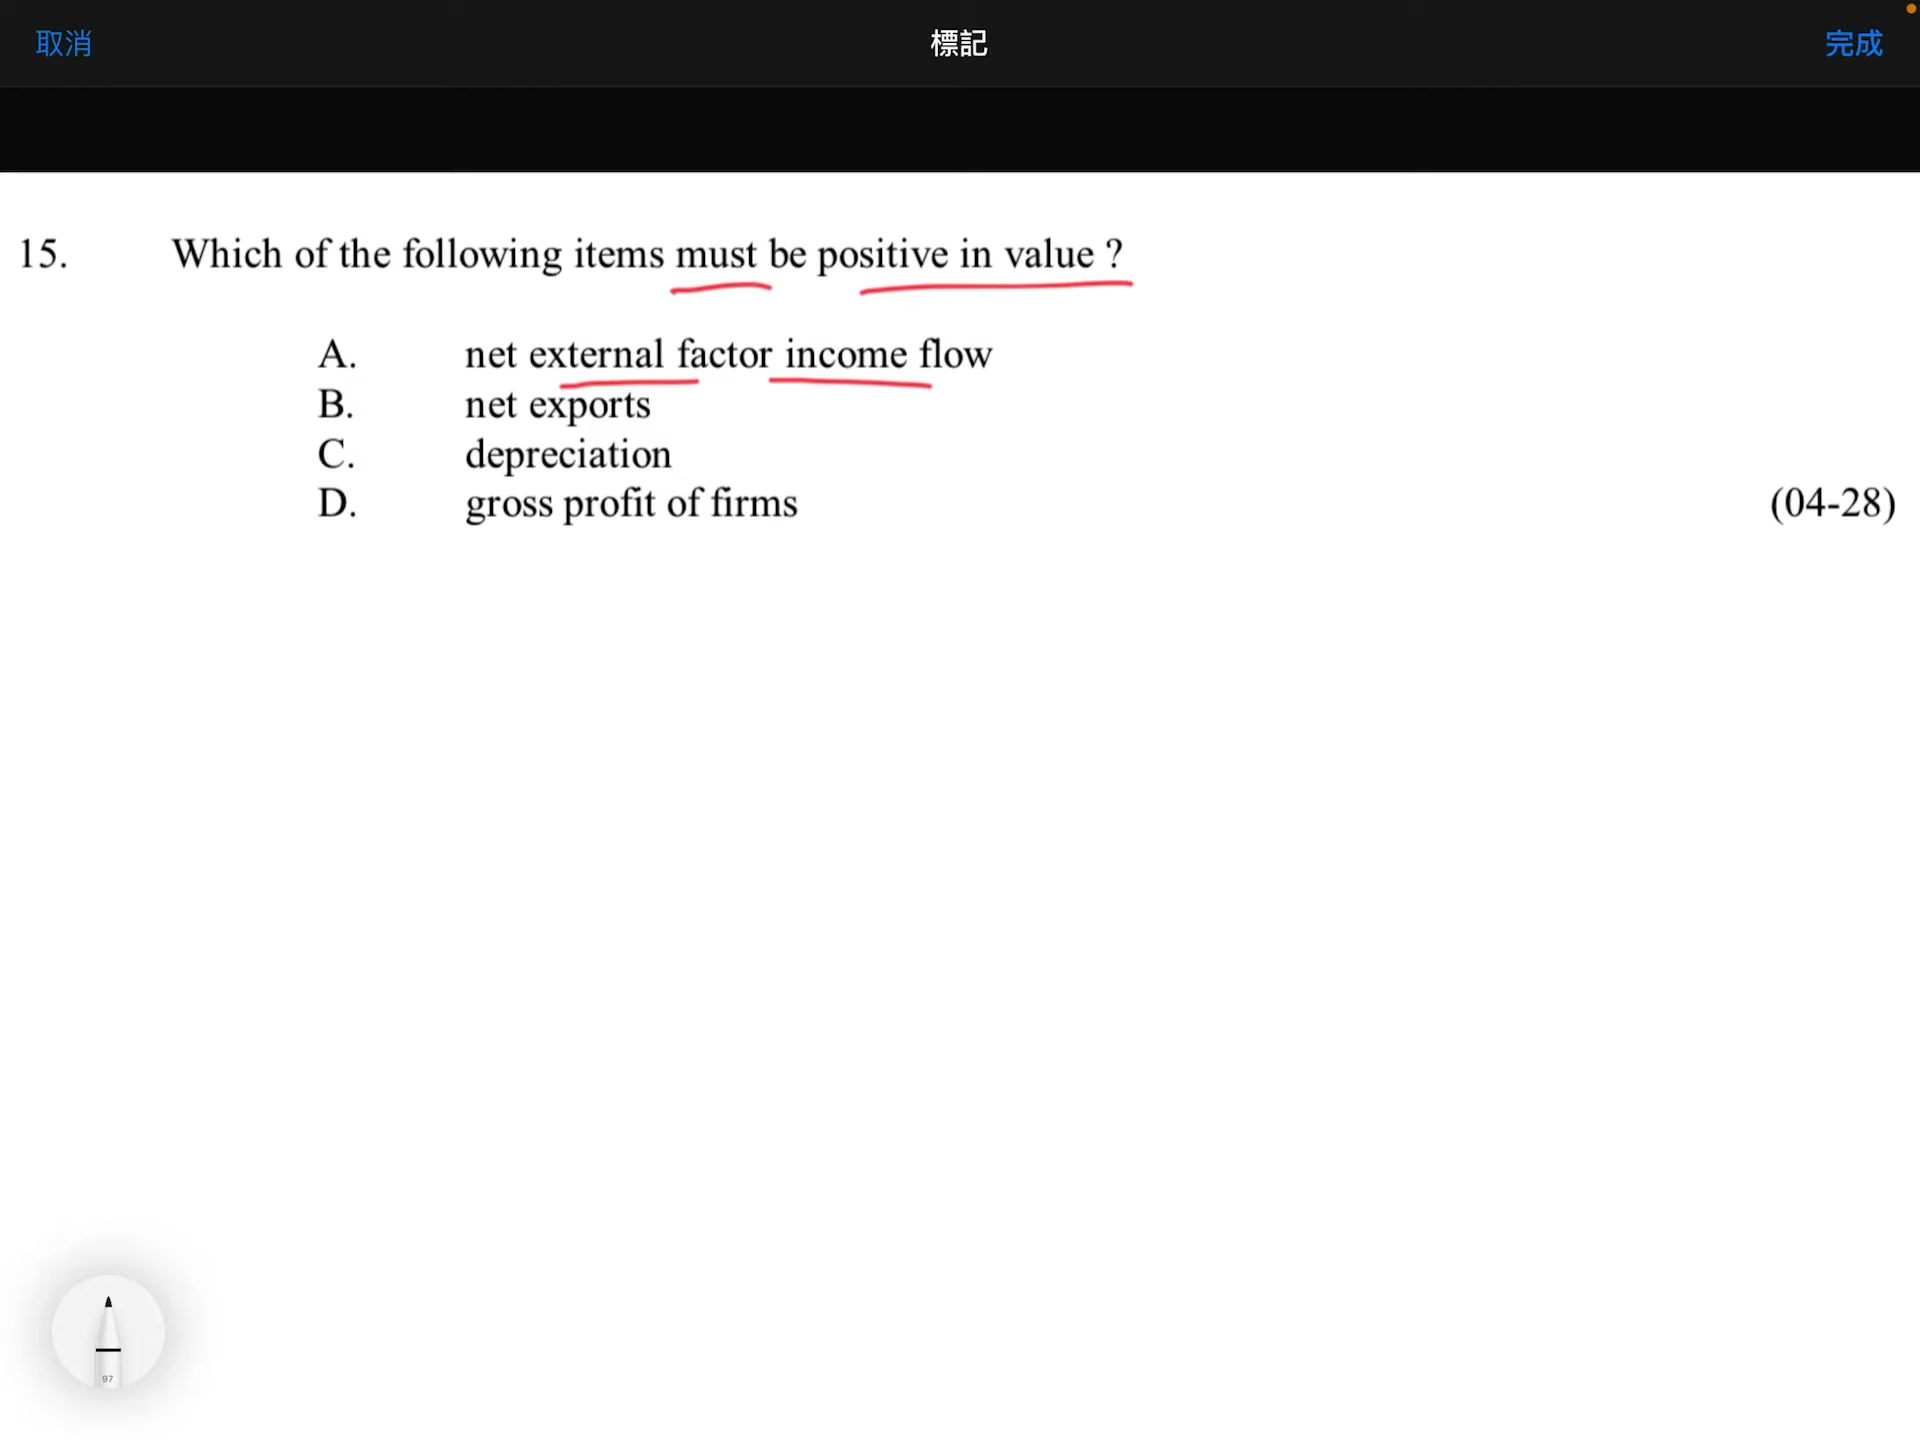 取消 標記 完成
15. Which of the following items must be positive in value ?
A. net external factor income flow
B. net exports
C. depreciation
D. gross profit of firms (04-28)
97